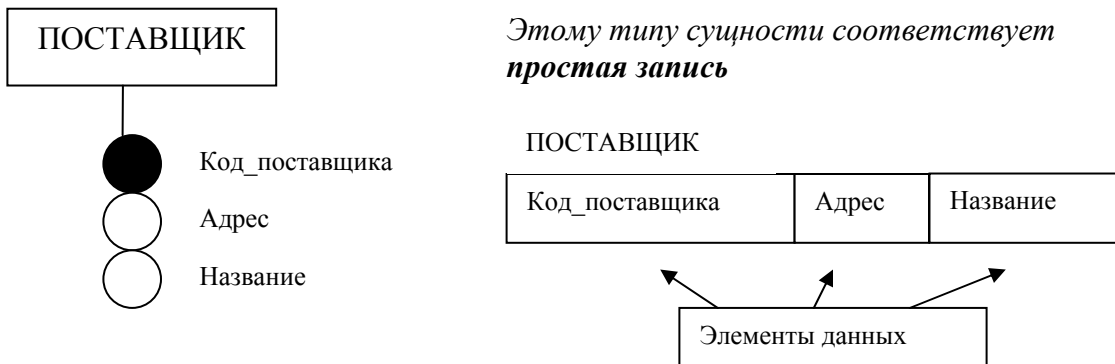 ПОСТАВЩИК
Код_поставщика
Адрес
Название
Этому типу сущности соответствует
простая запись
ПОСТАВЩИК
Код_поставщика Адрес Название
Элементы данных